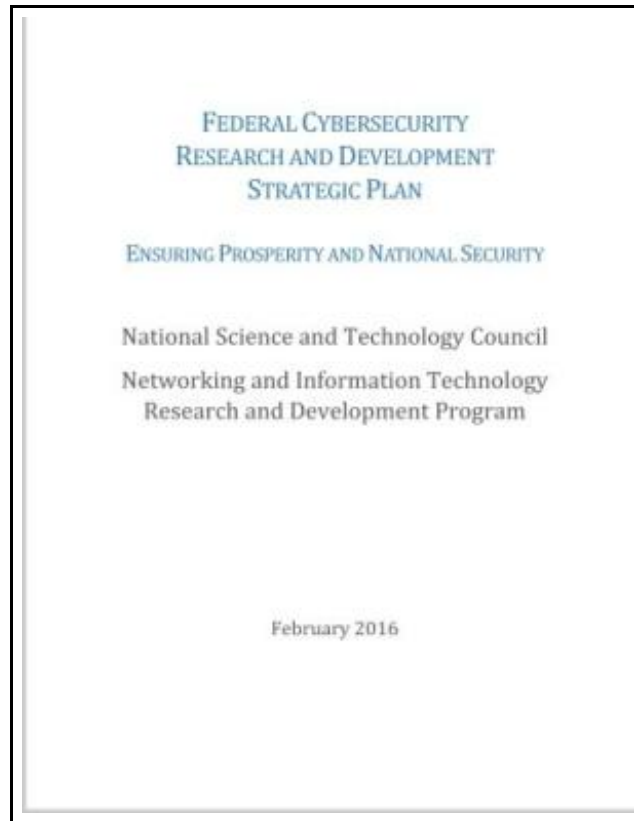 FEDERAL CYBERSECURITY
RESEARCH AND DEVELOPMENT
STRATEGIC PLAN
ENSURING PROSPERITY AND NATIONAL SECURITY
National Science and Technology Council
Networking and Information Technology
Research and Development Program
February 2016